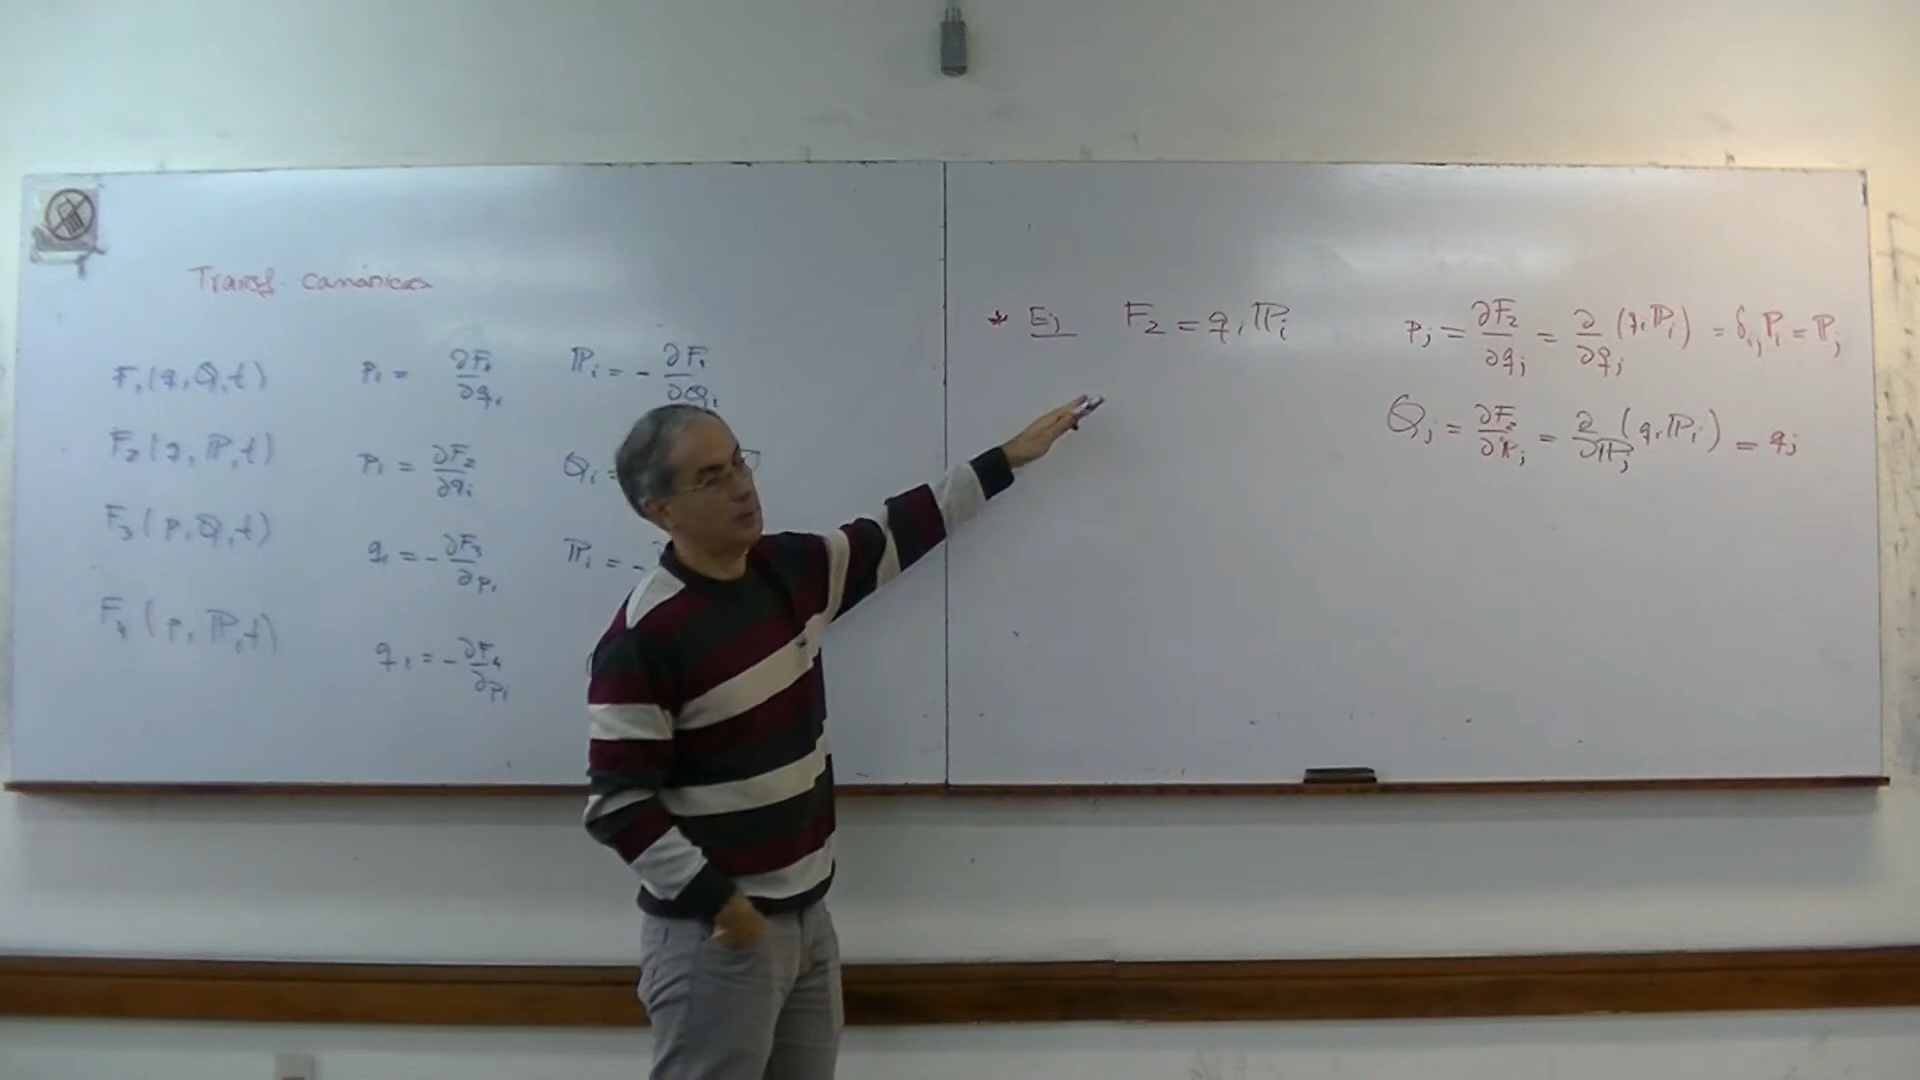 Transf. canónicas
F₁(q,Q,t) pᵢ = ∂F₁/∂qᵢ ℙᵢ = - ∂F₁/∂Qᵢ
F₂(q,ℙ,t) pᵢ = ∂F₂/∂qᵢ Qᵢ =
F₃(p,Q,t) qᵢ = - ∂F₃/∂pᵢ ℙᵢ = -
F₄(p,ℙ,t) qᵢ = - ∂F₄/∂pᵢ
* Ej F₂ = qᵢ ℙᵢ pⱼ = ∂F₂/∂qⱼ = ∂/∂qⱼ (qᵢ ℙᵢ) = δᵢⱼ ℙᵢ = ℙⱼ
Qⱼ = ∂F₂/∂ℙⱼ = ∂/∂ℙⱼ (qᵢ ℙᵢ) = qⱼ